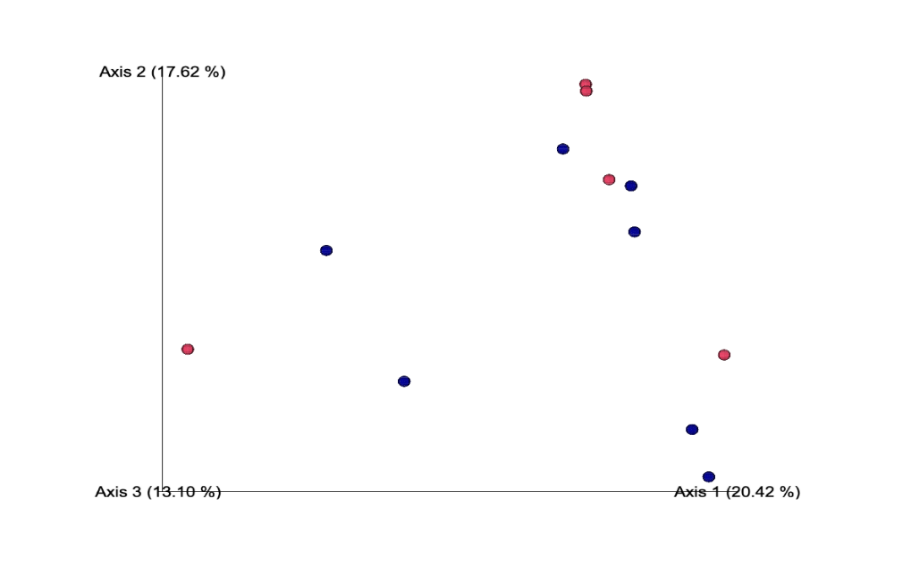 Axis 2 (17.62 %)
Axis 3 (13.10 %)
Axis 1 (20.42 %)